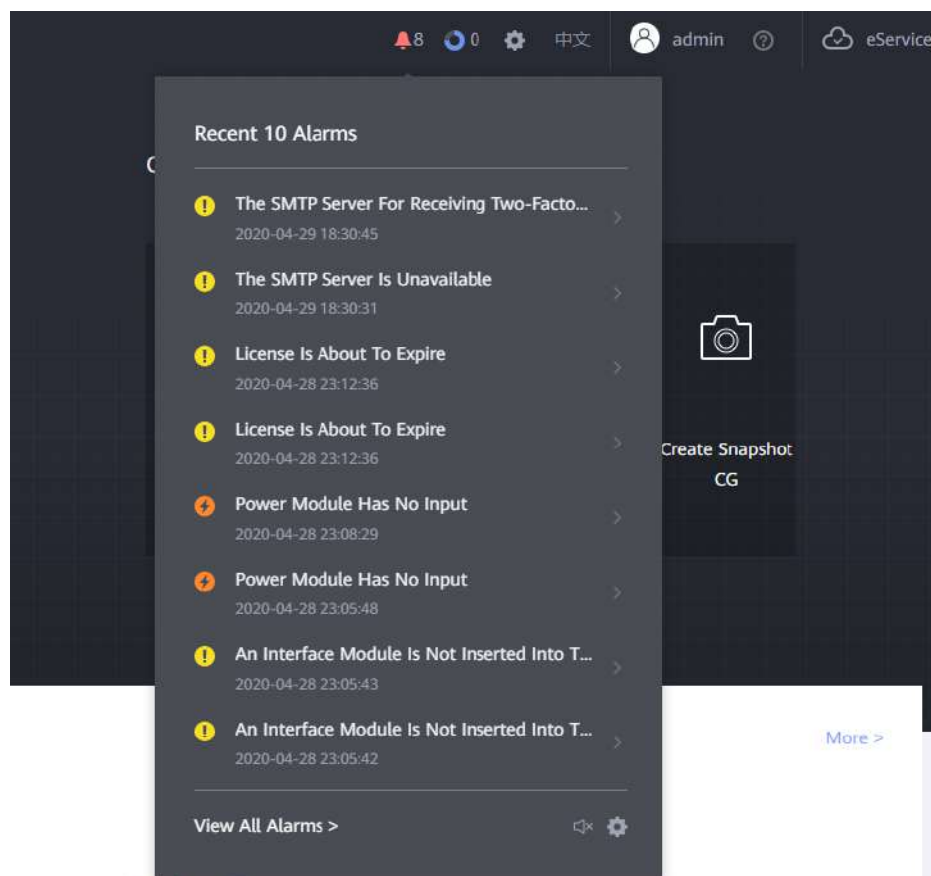 8 0 中文 admin ? eService
Recent 10 Alarms
The SMTP Server For Receiving Two-Facto...
2020-04-29 18:30:45
The SMTP Server Is Unavailable
2020-04-29 18:30:31
License Is About To Expire
2020-04-28 23:12:36
License Is About To Expire
2020-04-28 23:12:36
Power Module Has No Input
2020-04-28 23:08:29
Power Module Has No Input
2020-04-28 23:05:48
An Interface Module Is Not Inserted Into T...
2020-04-28 23:05:43
An Interface Module Is Not Inserted Into T...
2020-04-28 23:05:42
View All Alarms >
Create Snapshot
CG
More >